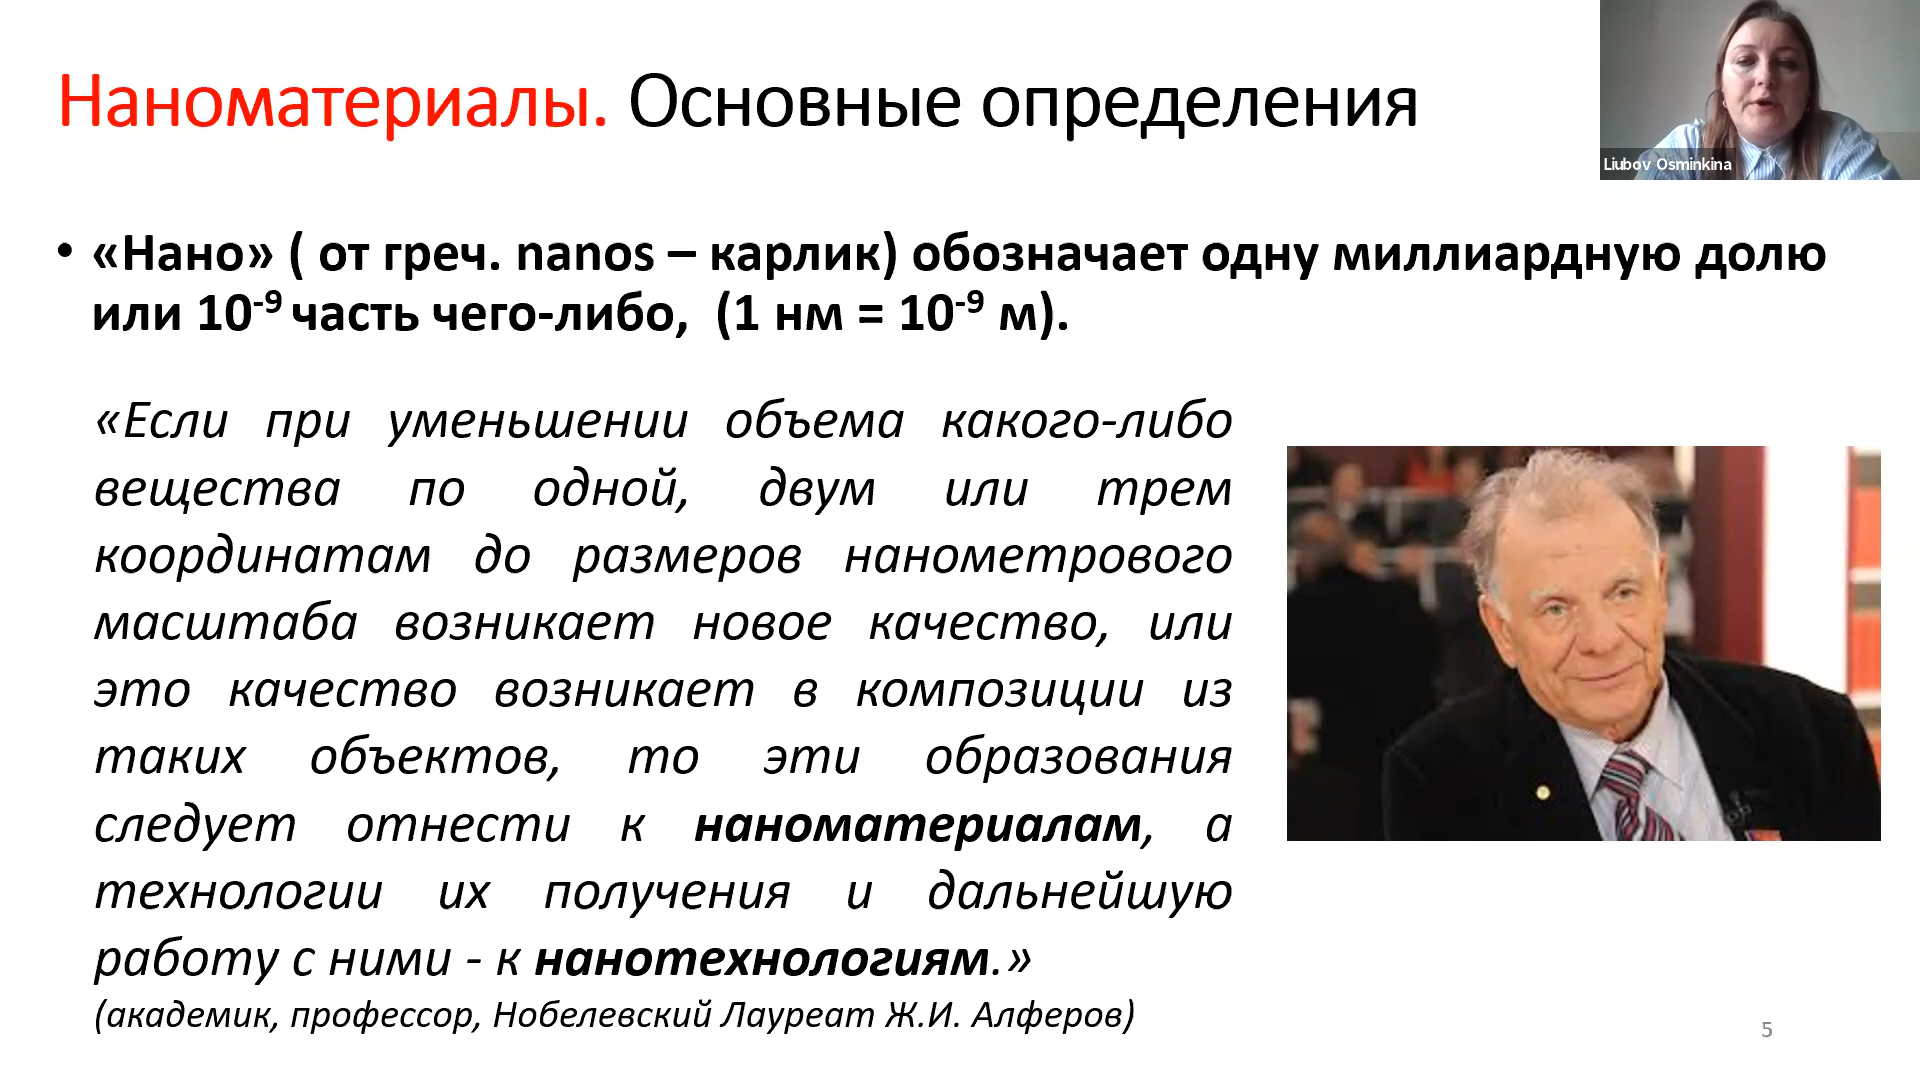 Наноматериалы. Основные определения
Liubov Osminkina
• «Нано» ( от греч. nanos – карлик) обозначает одну миллиардную долю
или 10⁻⁹ часть чего-либо, (1 нм = 10⁻⁹ м).
«Если при уменьшении объема какого-либо
вещества по одной, двум или трем
координатам до размеров нанометрового
масштаба возникает новое качество, или
это качество возникает в композиции из
таких объектов, то эти образования
следует отнести к наноматериалам, а
технологии их получения и дальнейшую
работу с ними - к нанотехнологиям.»
(академик, профессор, Нобелевский Лауреат Ж.И. Алферов)
5